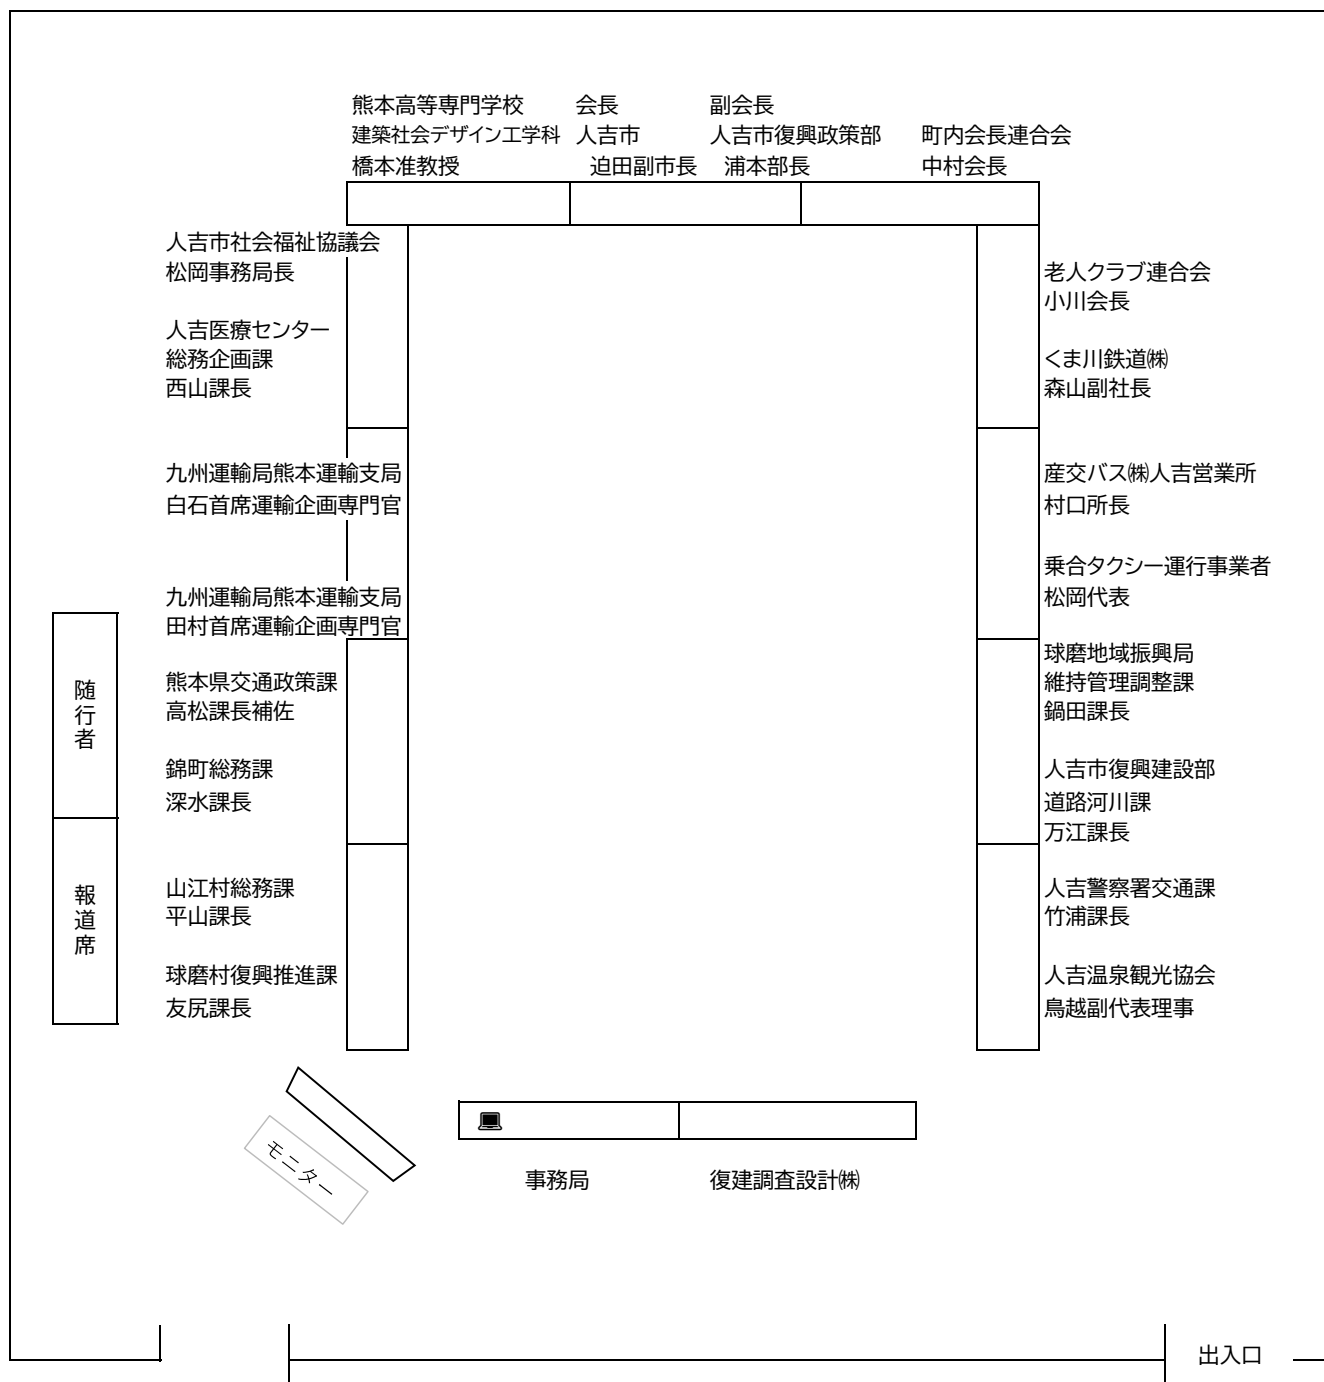 熊本高等専門学校
建築社会デザイン工学科
橋本准教授
会長
人吉市
迫田副市長
副会長
人吉市復興政策部
浦本部長
町内会長連合会
中村会長
人吉市社会福祉協議会
松岡事務局長
人吉医療センター
総務企画課
西山課長
九州運輸局熊本運輸支局
白石首席運輸企画専門官
九州運輸局熊本運輸支局
田村首席運輸企画専門官
熊本県交通政策課
高松課長補佐
錦町総務課
深水課長
山江村総務課
平山課長
球磨村復興推進課
友尻課長
老人クラブ連合会
小川会長
くま川鉄道㈱
森山副社長
産交バス㈱人吉営業所
村口所長
乗合タクシー運行事業者
松岡代表
球磨地域振興局
維持管理調整課
鍋田課長
人吉市復興建設部
道路河川課
万江課長
人吉警察署交通課
竹浦課長
人吉温泉観光協会
鳥越副代表理事
随行者
報道席
モニター
事務局
復建調査設計㈱
出入口